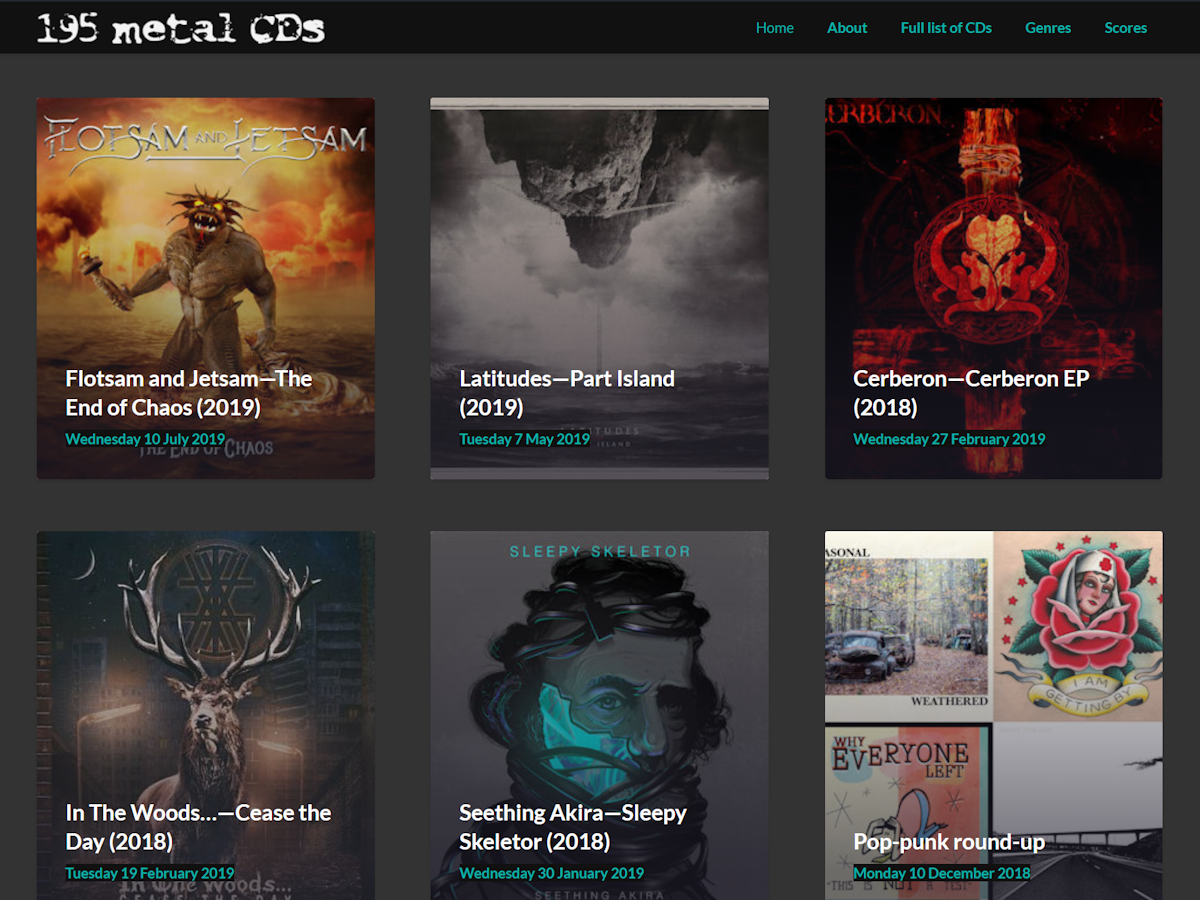 195 metal CDs
Home About Full list of CDs Genres Scores
FLOTSAM AND JETSAM
Flotsam and Jetsam—The
End of Chaos (2019)
Wednesday 10 July 2019
THE END OF CHAOS
Latitudes—Part Island
(2019)
Tuesday 7 May 2019
ISLAND
CERBERON
Cerberon—Cerberon EP
(2018)
Wednesday 27 February 2019
In The Woods...—Cease the
Day (2018)
Tuesday 19 February 2019
In The Woods...
CEASE THE DAY
SLEEPY SKELETOR
Seething Akira—Sleepy
Skeletor (2018)
Wednesday 30 January 2019
SEETHING AKIRA
ASONAL
WEATHERED
I AM
GETTING BY
WHY
EVERYONE
LEFT
Pop-punk round-up
Monday 10 December 2018
"THIS IS NOT A TEST"